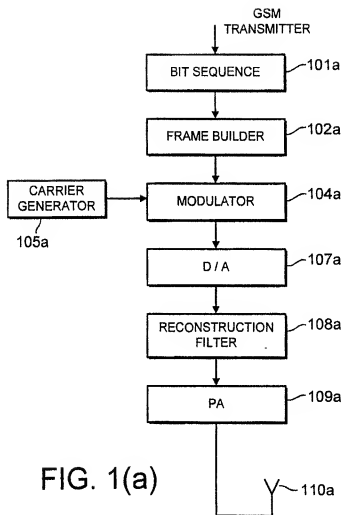 GSM
TRANSMITTER
BIT SEQUENCE
101a
FRAME BUILDER
102a
CARRIER
GENERATOR
105a
MODULATOR
104a
D / A
107a
RECONSTRUCTION
FILTER
108a
PA
109a
110a
FIG. 1(a)